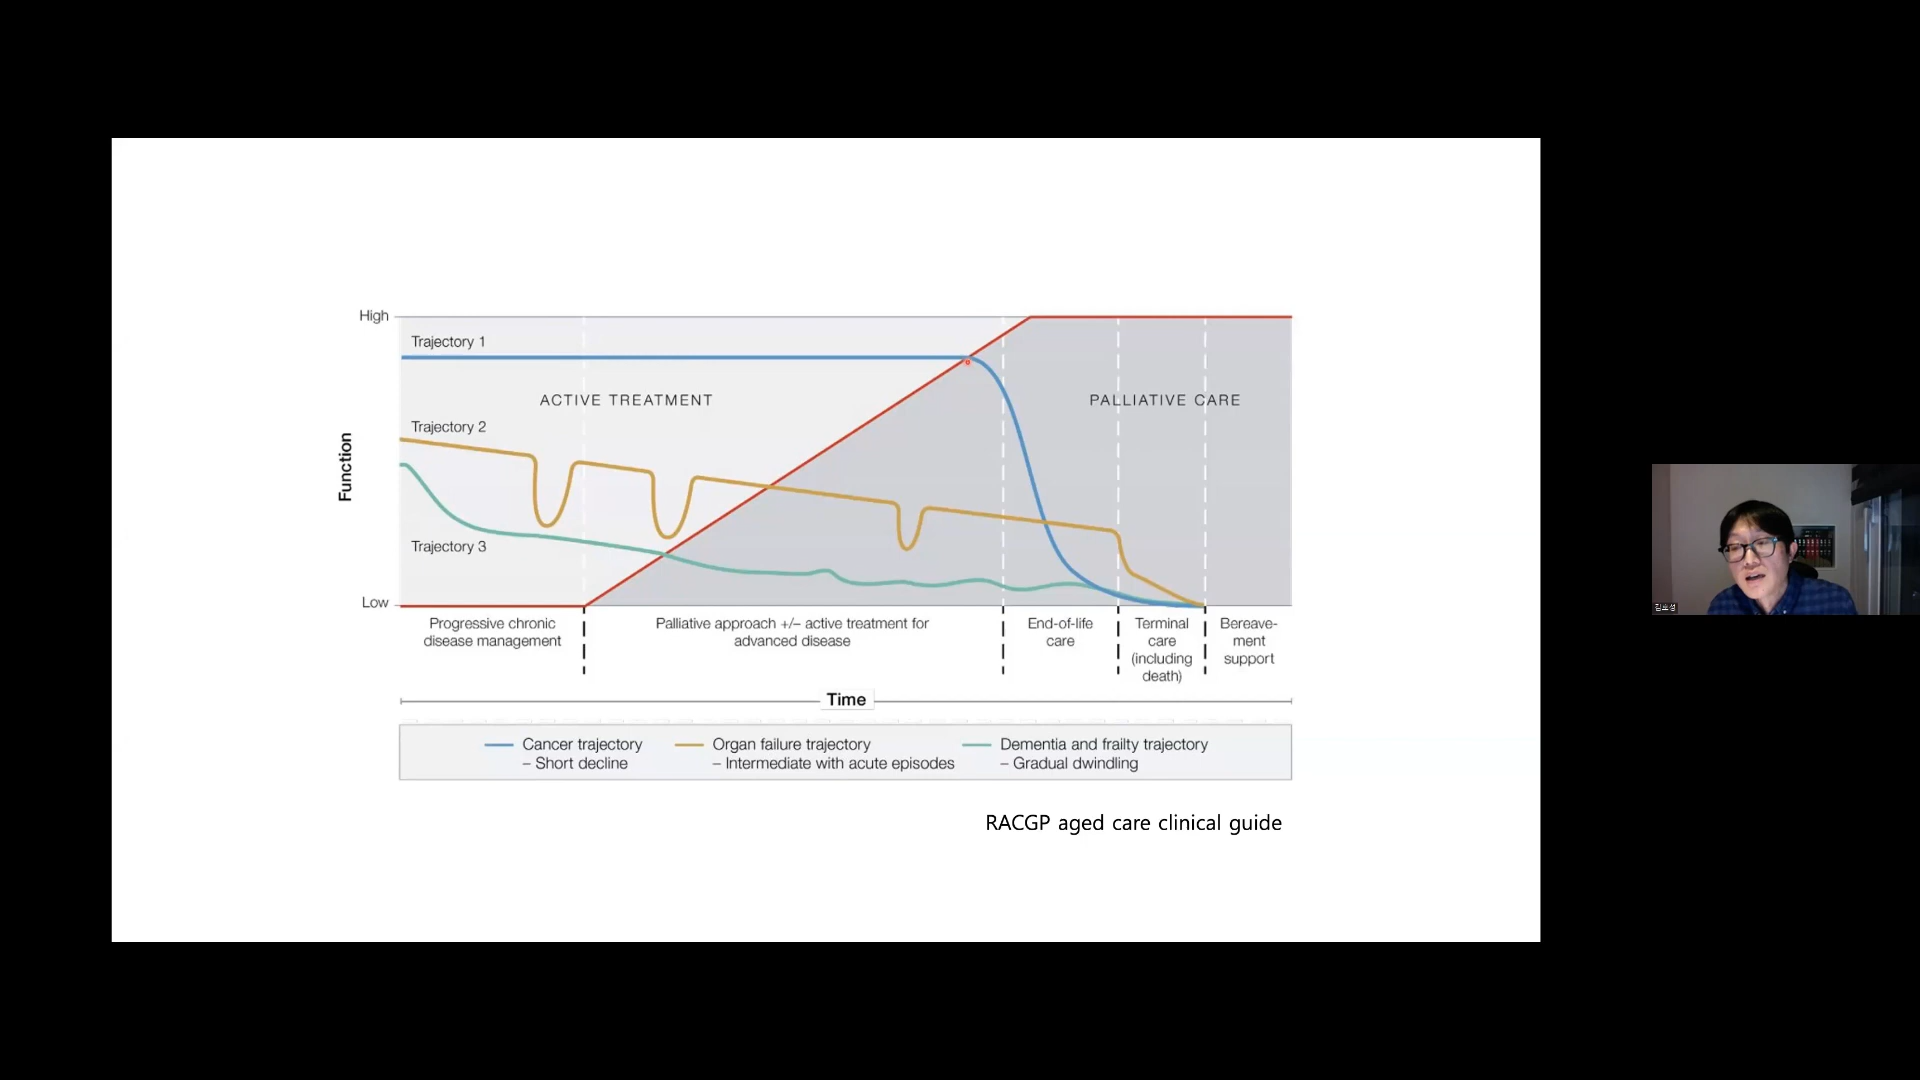 High
Trajectory 1
ACTIVE TREATMENT
PALLIATIVE CARE
Trajectory 2
Function
Trajectory 3
Low
Progressive chronic
disease management
Palliative approach +/– active treatment for
advanced disease
End-of-life
care
Terminal
care
(including
death)
Bereave-
ment
support
Time
Cancer trajectory
– Short decline
Organ failure trajectory
– Intermediate with acute episodes
Dementia and frailty trajectory
– Gradual dwindling
RACGP aged care clinical guide